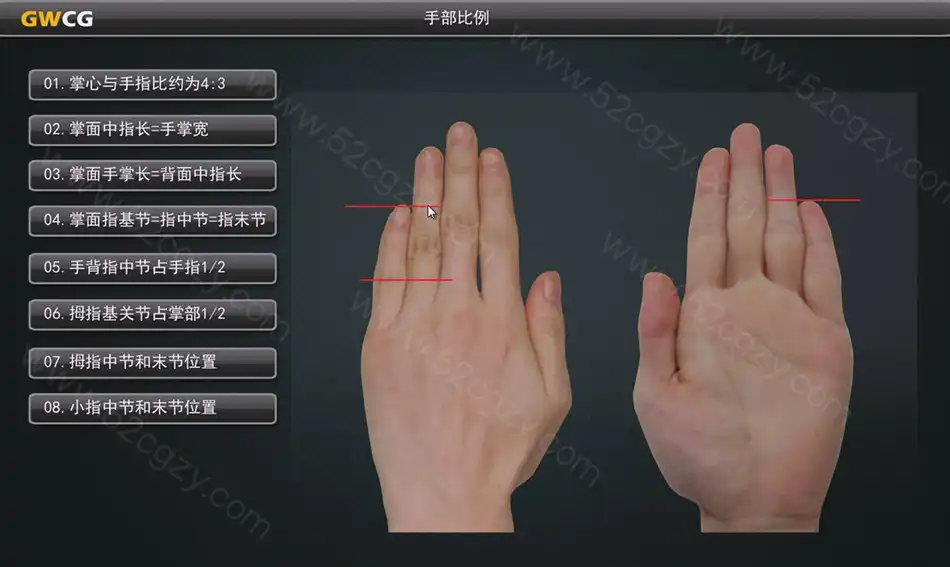 GWCG
手部比例
01.掌心与手指比约为4:3
02.掌面中指长=手掌宽
03.掌面手掌长=背面中指长
04.掌面指基节=指中节=指末节
05.手背指中节占手指1/2
06.拇指基关节占掌部1/2
07.拇指中节和末节位置
08.小指中节和末节位置
www.52cgzy.com
www.52cgzy.com
www.52cgzy.com
www.52cgzy.com
www.52cgzy.com
www.52cgzy.com